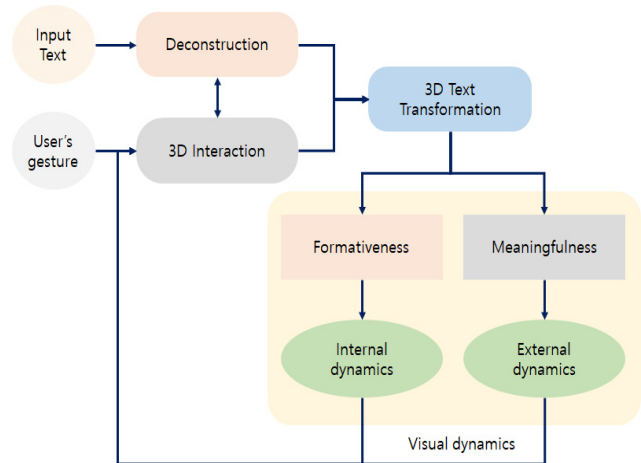 Input
Text
Deconstruction
3D Text
Transformation
User's
gesture
3D Interaction
Formativeness
Meaningfulness
Internal
dynamics
External
dynamics
Visual dynamics